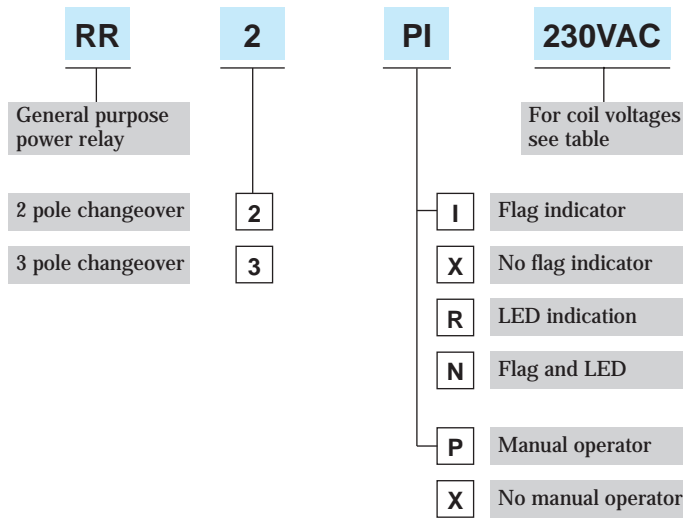 RR 2 PI 230VAC
General purpose
power relay
For coil voltages
see table
2 pole changeover 2
3 pole changeover 3
I Flag indicator
X No flag indicator
R LED indication
N Flag and LED
P Manual operator
X No manual operator